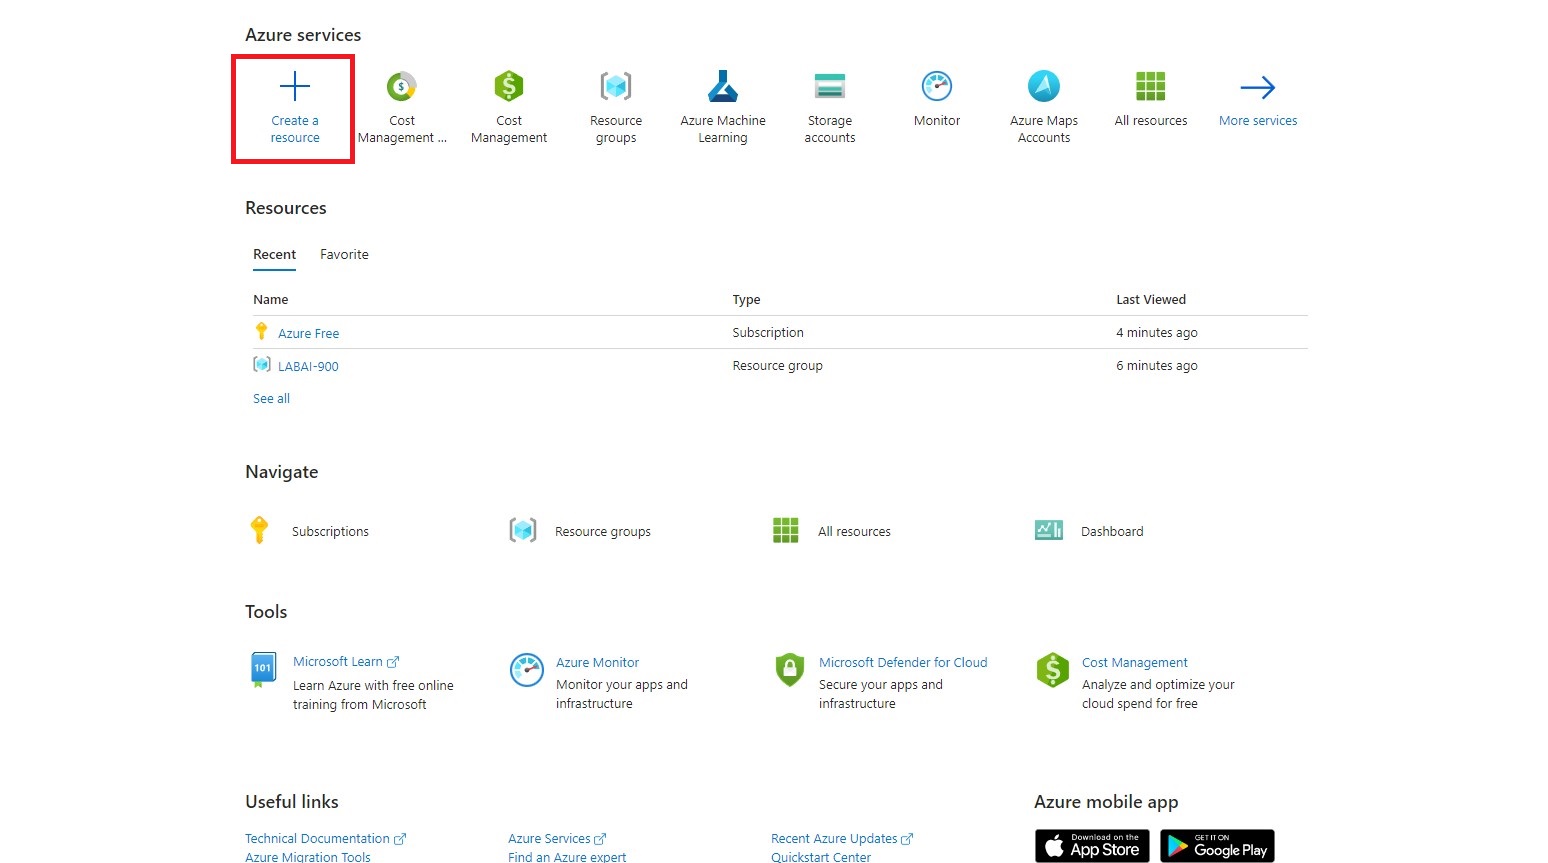 Azure services
Create a
resource
Cost
Management ...
Cost
Management
Resource
groups
Azure Machine
Learning
Storage
accounts
Monitor
Azure Maps
Accounts
All resources
More services
Resources
Recent Favorite
Name Type Last Viewed
Azure Free Subscription 4 minutes ago
LABAI-900 Resource group 6 minutes ago
See all
Navigate
Subscriptions Resource groups All resources Dashboard
Tools
101
Microsoft Learn
Learn Azure with free online
training from Microsoft
Azure Monitor
Monitor your apps and
infrastructure
Microsoft Defender for Cloud
Secure your apps and
infrastructure
Cost Management
Analyze and optimize your
cloud spend for free
Useful links
Technical Documentation
Azure Migration Tools
Azure Services
Find an Azure expert
Recent Azure Updates
Quickstart Center
Azure mobile app
Download on the
App Store
GET IT ON
Google Play